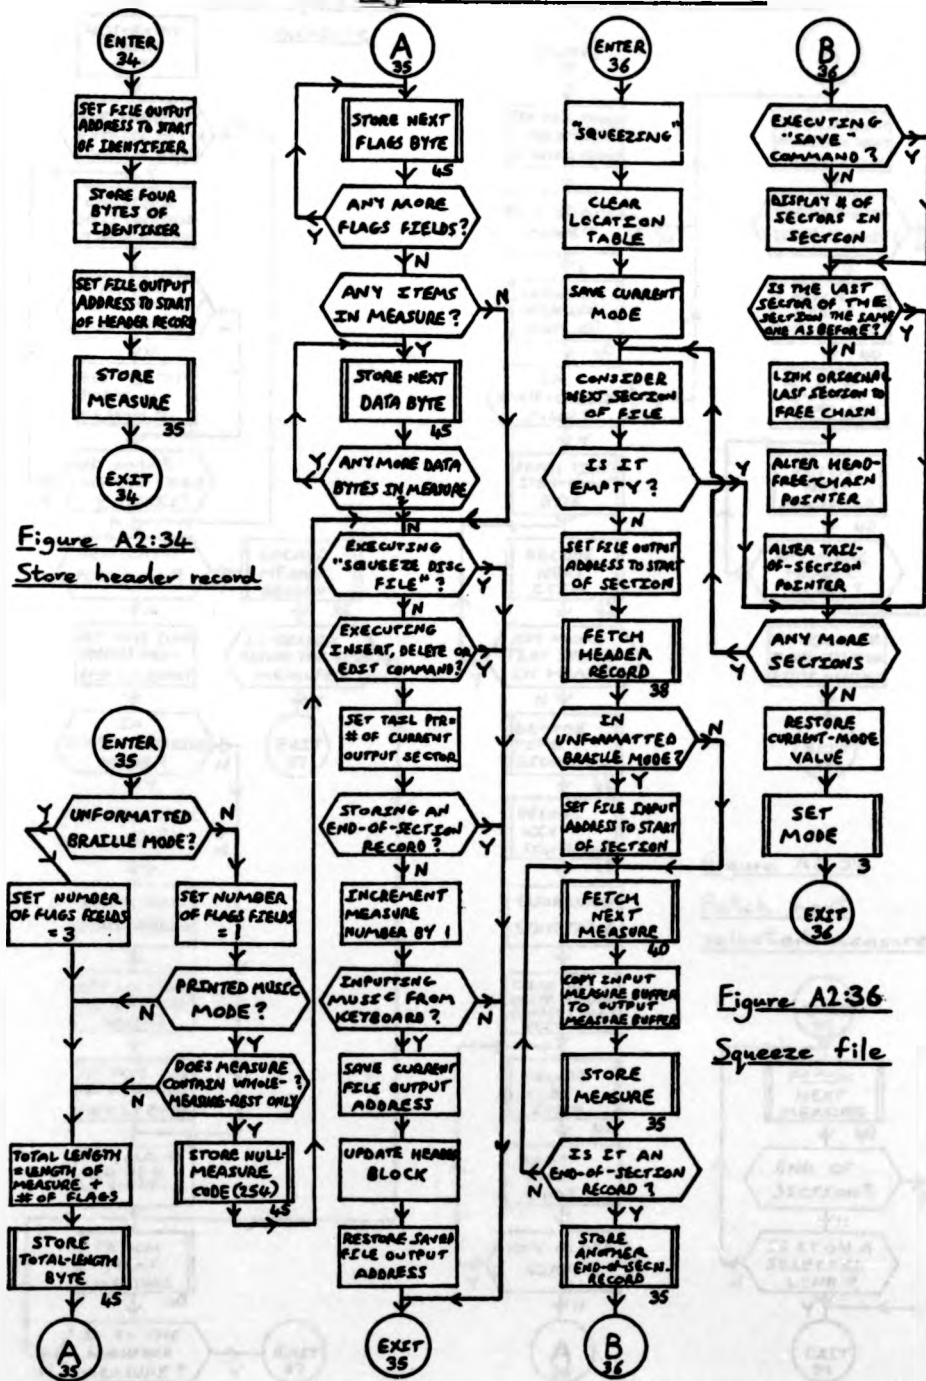 ENTER
34
SET FILE OUTPUT
ADDRESS TO START
OF IDENTIFIER
STORE FOUR
BYTES OF
IDENTIFIER
SET FILE OUTPUT
ADDRESS TO START
OF HEADER RECORD
STORE
MEASURE
35
EXIT
34
Figure A2:34
Store header record
ENTER
35
Y
UNFORMATTED
BRAILLE MODE?
N
SET NUMBER
OF FLAGS FIELDS
= 3
SET NUMBER
OF FLAGS FIELDS
= 1
N
PRINTED MUSIC
MODE?
Y
N
DOES MEASURE
CONTAIN WHOLE-
MEASURE-REST ONLY?
Y
TOTAL LENGTH
= LENGTH OF
MEASURE +
# OF FLAGS
STORE NULL-
MEASURE
CODE (254)
45
STORE
TOTAL-LENGTH
BYTE
45
A
35
A
35
STORE NEXT
FLAGS BYTE
45
Y
ANY MORE
FLAGS FIELDS?
N
ANY ITEMS
IN MEASURE?
N
Y
STORE NEXT
DATA BYTE
45
Y
ANY MORE DATA
BYTES IN MEASURE
?
N
EXECUTING
"SQUEEZE DISC
FILE"?
Y
N
EXECUTING
INSERT, DELETE OR
EDIT COMMAND?
Y
SET TAIL PTR=
# OF CURRENT
OUTPUT SECTOR
STORING AN
END-OF-SECTION
RECORD?
Y
N
INCREMENT
MEASURE
NUMBER BY 1
INPUTTING
MUSIC FROM
KEYBOARD?
N
Y
SAVE CURRENT
FILE OUTPUT
ADDRESS
UPDATE HEADER
BLOCK
RESTORE SAVED
FILE OUTPUT
ADDRESS
EXIT
35
ENTER
36
"SQUEEZING"
CLEAR
LOCATION
TABLE
SAVE CURRENT
MODE
CONSIDER
NEXT SECTION
OF FILE
IS IT
EMPTY?
Y
N
SET FILE OUTPUT
ADDRESS TO START
OF SECTION
FETCH
HEADER
RECORD
38
IN
UNFORMATTED
BRAILLE MODE?
N
Y
SET FILE INPUT
ADDRESS TO START
OF SECTION
FETCH
NEXT
MEASURE
40
COPY INPUT
MEASURE BUFFER
TO OUTPUT
MEASURE BUFFER
STORE
MEASURE
35
N
IS IT AN
END-OF-SECTION
RECORD?
Y
STORE
ANOTHER
END-OF-SECN.
RECORD
35
B
36
B
36
EXECUTING
"SAVE"
COMMAND?
Y
N
DISPLAY # OF
SECTORS IN
SECTION
IS THE LAST
SECTOR OF THE
SECTION THE SAME
ONE AS BEFORE?
Y
N
LINK ORIGINAL
LAST SECTION TO
FREE CHAIN
ALTER HEAD-
FREE-CHAIN
POINTER
ALTER TAIL-
OF-SECTION
POINTER
Y
ANY MORE
SECTIONS
N
RESTORE
CURRENT-MODE
VALUE
SET
MODE
3
EXIT
36
Figure A2:36
Squeeze file